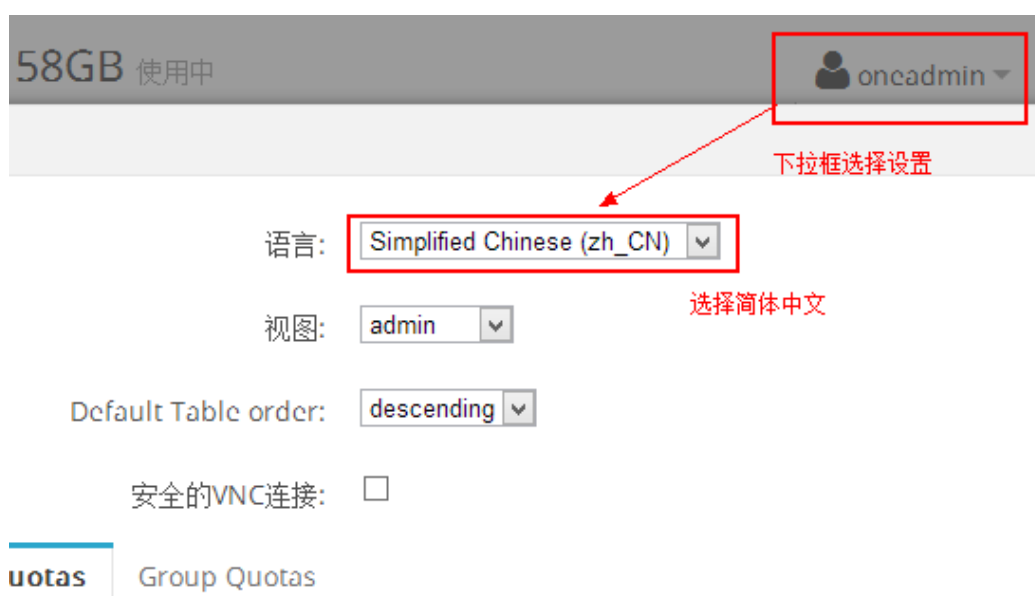 58GB 使用中
oneadmin
下拉框选择设置
语言: Simplified Chinese (zh_CN)
选择简体中文
视图: admin
Default Table order: descending
安全的VNC连接:
uotas Group Quotas